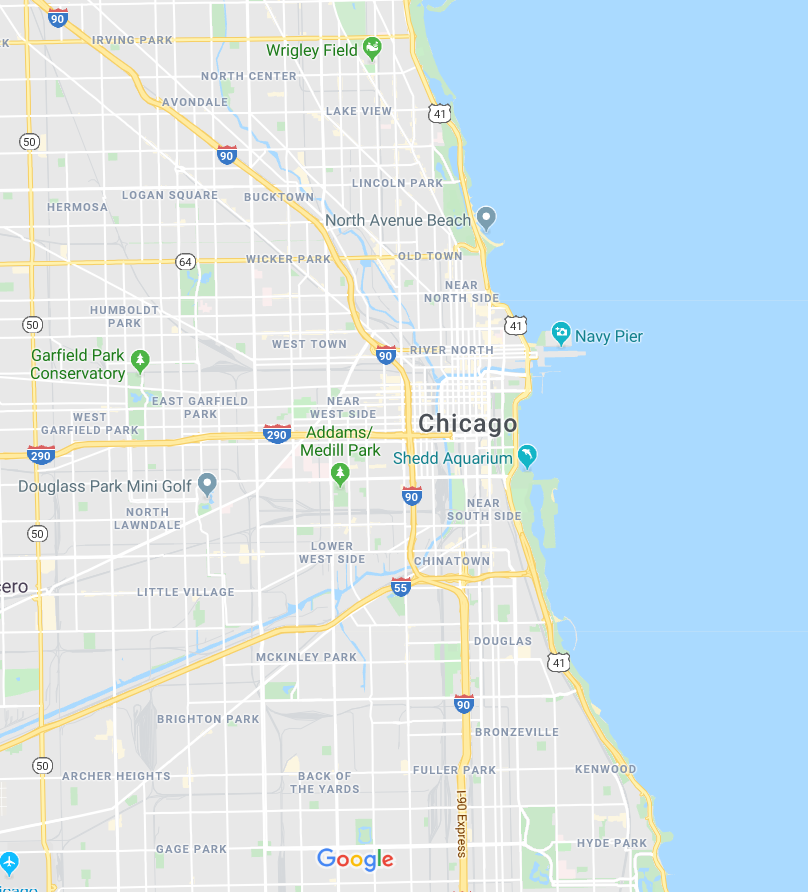 90
IRVING PARK
K
Wrigley Field
NORTH CENTER
AVONDALE
LAKE VIEW
41
50
90
LINCOLN PARK
LOGAN SQUARE
BUCKTOWN
HERMOSA
North Avenue Beach
OLD TOWN
WICKER PARK
64
NEAR
NORTH SIDE
HUMBOLDT
PARK
50
41
Navy Pier
WEST TOWN
RIVER NORTH
90
Garfield Park
Conservatory
EAST GARFIELD
PARK
NEAR
WEST SIDE
WEST
GARFIELD PARK
Chicago
290
290
Addams/
Medill Park
Shedd Aquarium
Douglass Park Mini Golf
90
NORTH
LAWNDALE
NEAR
SOUTH SIDE
50
LOWER
WEST SIDE
CHINATOWN
cero
LITTLE VILLAGE
55
DOUGLAS
MCKINLEY PARK
41
90
BRIGHTON PARK
BRONZEVILLE
50
ARCHER HEIGHTS
BACK OF
THE YARDS
FULLER PARK
KENWOOD
I-90 Express
GAGE PARK
Google
HYDE PARK
icago